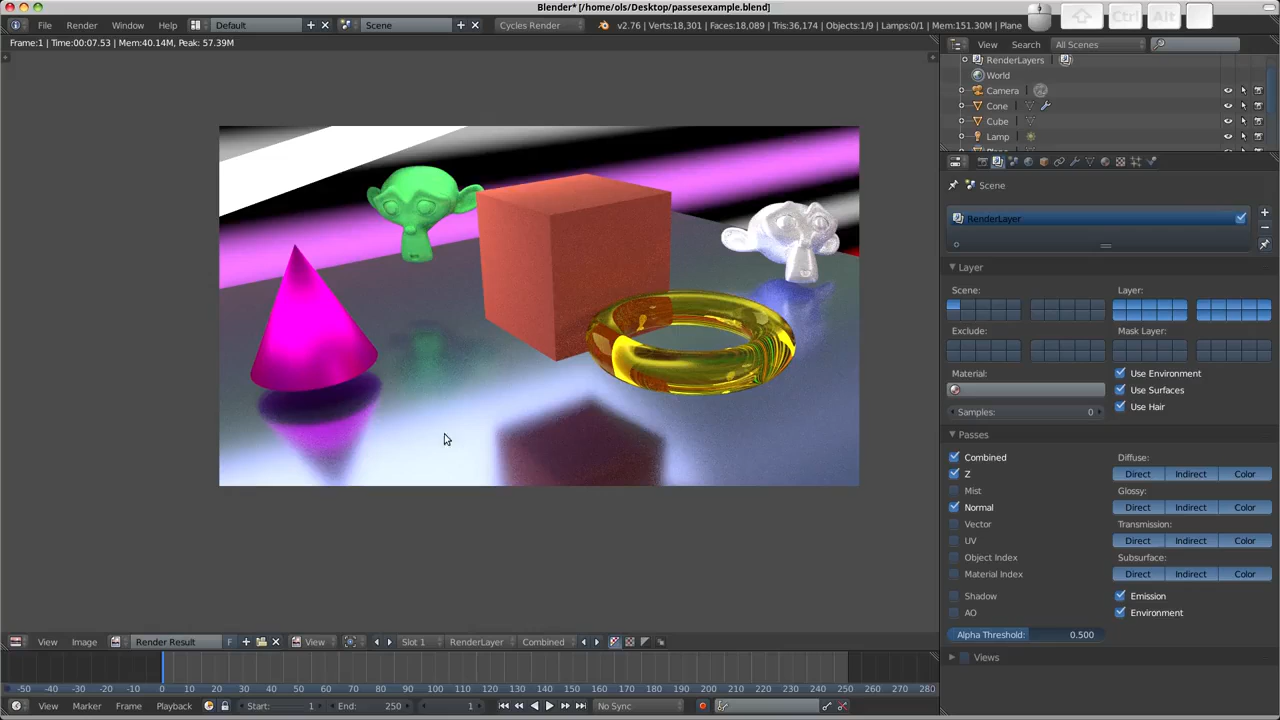 Blender* [/home/ols/Desktop/passesexample.blend]
File Render Window Help Default Scene Cycles Render v2.76 | Verts:18,301 | Faces:18,089 | Tris:36,174 | Objects:1/9 | Lamps:0/1 | Mem:151.30M | Plane
Ctrl Alt
Frame:1 | Time:00:07.53 | Mem:40.14M, Peak: 57.39M
View Search All Scenes
RenderLayers
World
Camera
Cone
Cube
Lamp
Scene
RenderLayer
Layer
Scene: Layer:
Exclude: Mask Layer:
Material: Use Environment
Use Surfaces
Samples: 0 Use Hair
Passes
Combined Diffuse:
Z Direct Indirect Color
Mist Glossy:
Normal Direct Indirect Color
Vector Transmission:
UV Direct Indirect Color
Object Index Subsurface:
Material Index Direct Indirect Color
Shadow Emission
AO Environment
Alpha Threshold: 0.500
Views
View Image Render Result F View Slot 1 RenderLayer Combined
-50 -40 -30 -20 -10 0 10 20 30 40 50 60 70 80 90 100 110 120 130 140 150 160 170 180 190 200 210 220 230 240 250 260 270 280
View Marker Frame Playback Start: 1 End: 250 1 No Sync